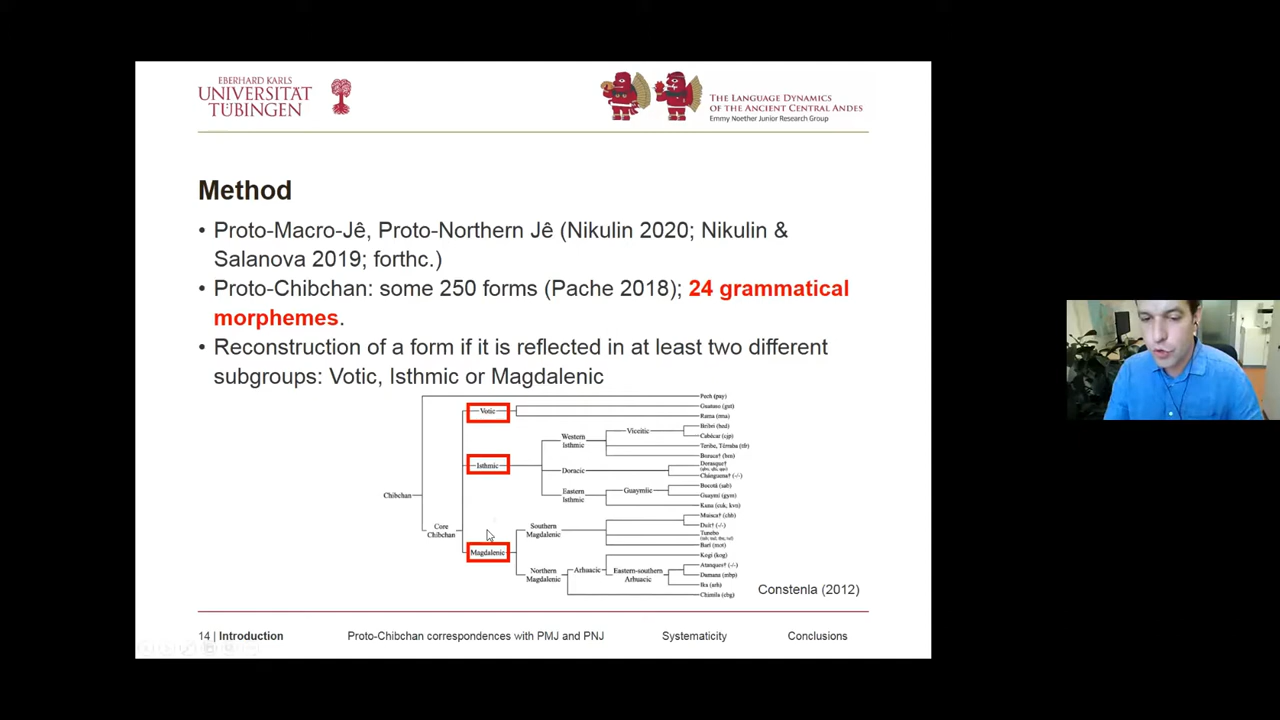 EBERHARD KARLS
UNIVERSITÄT
TÜBINGEN
THE LANGUAGE DYNAMICS
OF THE ANCIENT CENTRAL ANDES
Emmy Noether Junior Research Group
Method
• Proto-Macro-Jê, Proto-Northern Jê (Nikulin 2020; Nikulin &
Salanova 2019; forthc.)
• Proto-Chibchan: some 250 forms (Pache 2018); 24 grammatical
morphemes.
• Reconstruction of a form if it is reflected in at least two different
subgroups: Votic, Isthmic or Magdalenic
Chibchan
Core
Chibchan
Votic
Isthmic
Magdalenic
Western
Isthmic
Doracic
Eastern
Isthmic
Southern
Magdalenic
Northern
Magdalenic
Viceitic
Guaymíic
Arhuacic
Eastern-southern
Arhuacic
Pech (pay)
Guatuso (gut)
Rama (rma)
Bribri (bzd)
Cabécar (cjp)
Teribe, Térraba (tfr)
Boruca† (brn)
Dorasque†
Chánguena† (-/-)
Bocotá (sab)
Guaymí (gym)
Kuna (cuk, kvn)
Muisca† (chb)
Duit† (-/-)
Tunebo
Barí (mot)
Kogi (kog)
Atanques† (-/-)
Damana (mbp)
Ika (arh)
Chimila (cbg)
Constenla (2012)
14 | Introduction
Proto-Chibchan correspondences with PMJ and PNJ
Systematicity
Conclusions